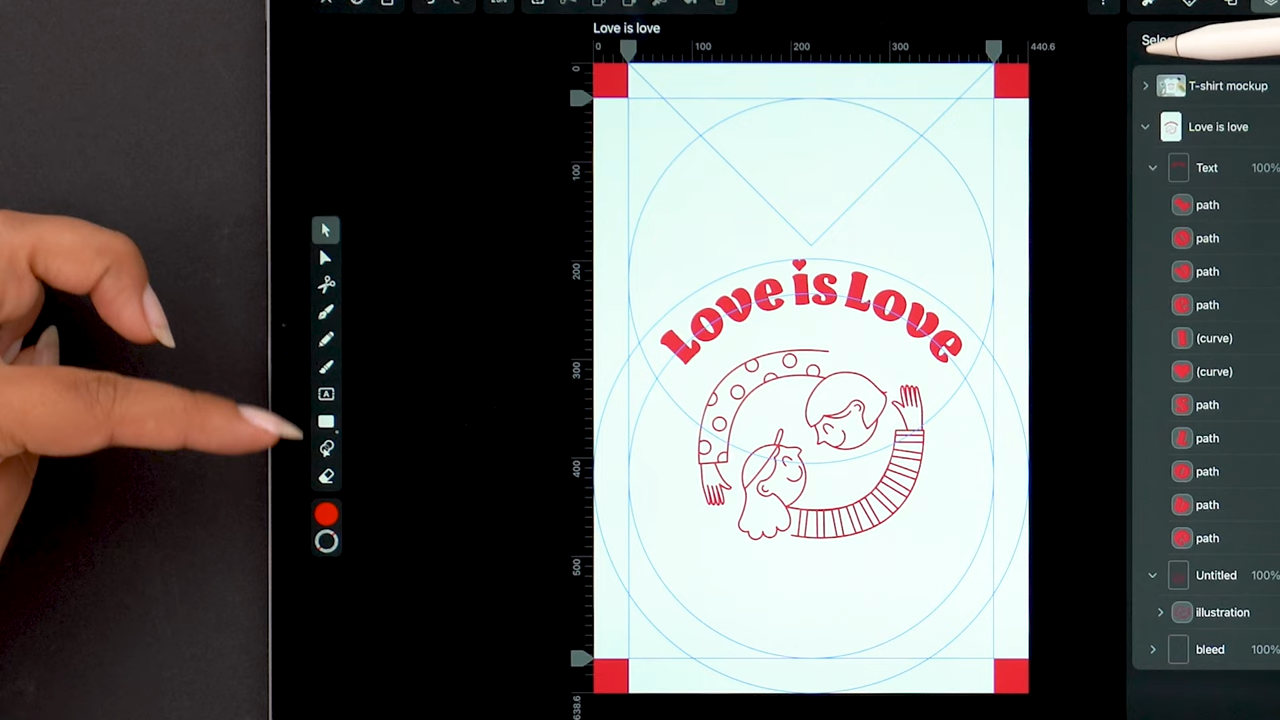 Love is love
0 100 200 300 440.6
0
100
200
300
400
500
638.6
Love is Love
A
T-shirt mockup
Love is love
Text 100%
path
path
path
path
(curve)
(curve)
path
path
path
path
path
Untitled 100%
illustration
bleed 100%